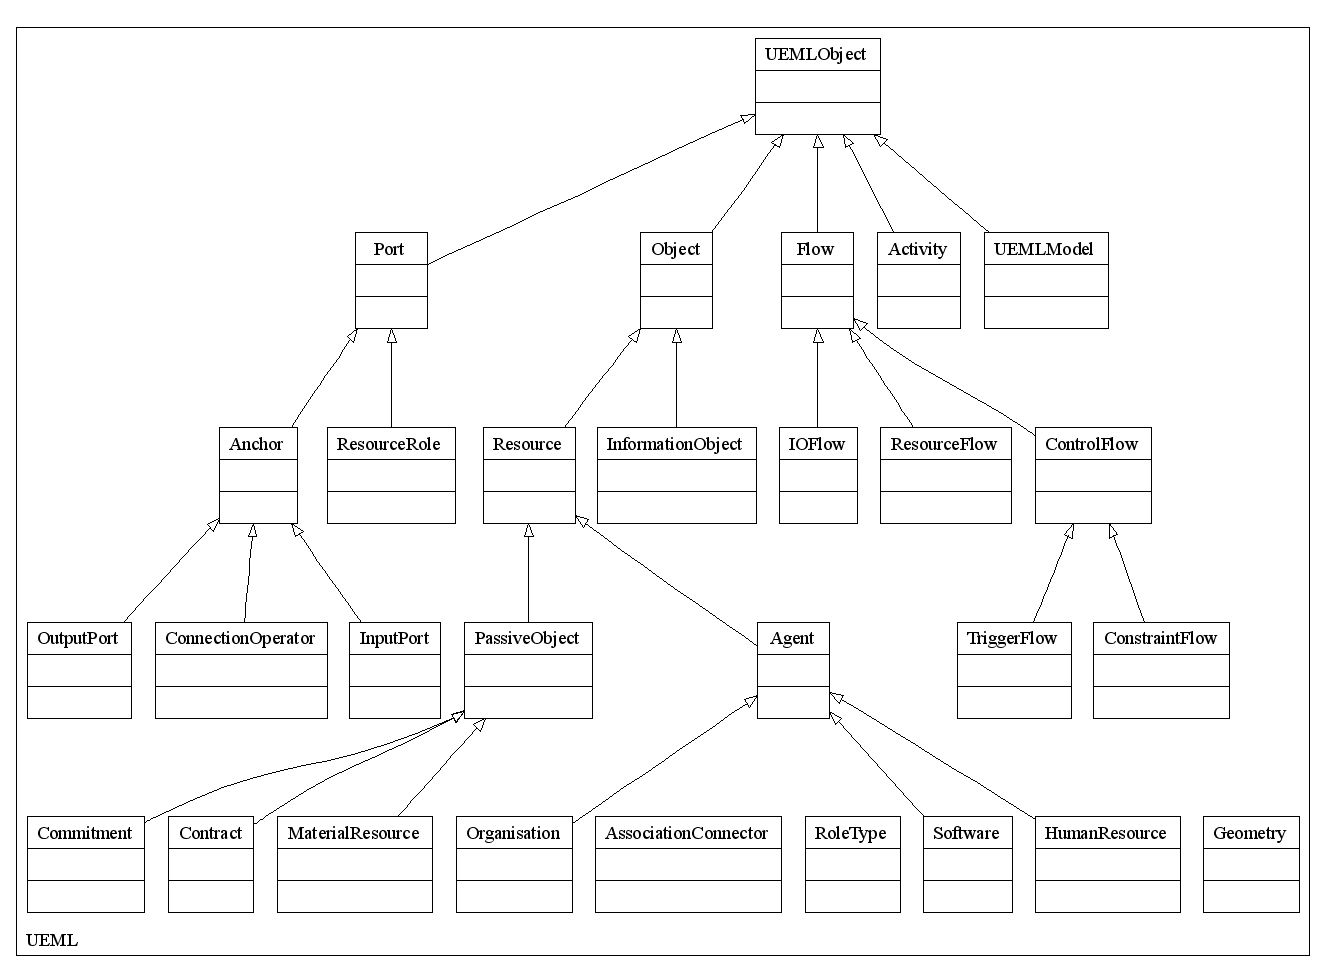 UEMLObject
Port
Object
Flow
Activity
UEMLModel
Anchor
ResourceRole
Resource
InformationObject
IOFlow
ResourceFlow
ControlFlow
OutputPort
ConnectionOperator
InputPort
PassiveObject
Agent
TriggerFlow
ConstraintFlow
Commitment
Contract
MaterialResource
Organisation
AssociationConnector
RoleType
Software
HumanResource
Geometry
UEML